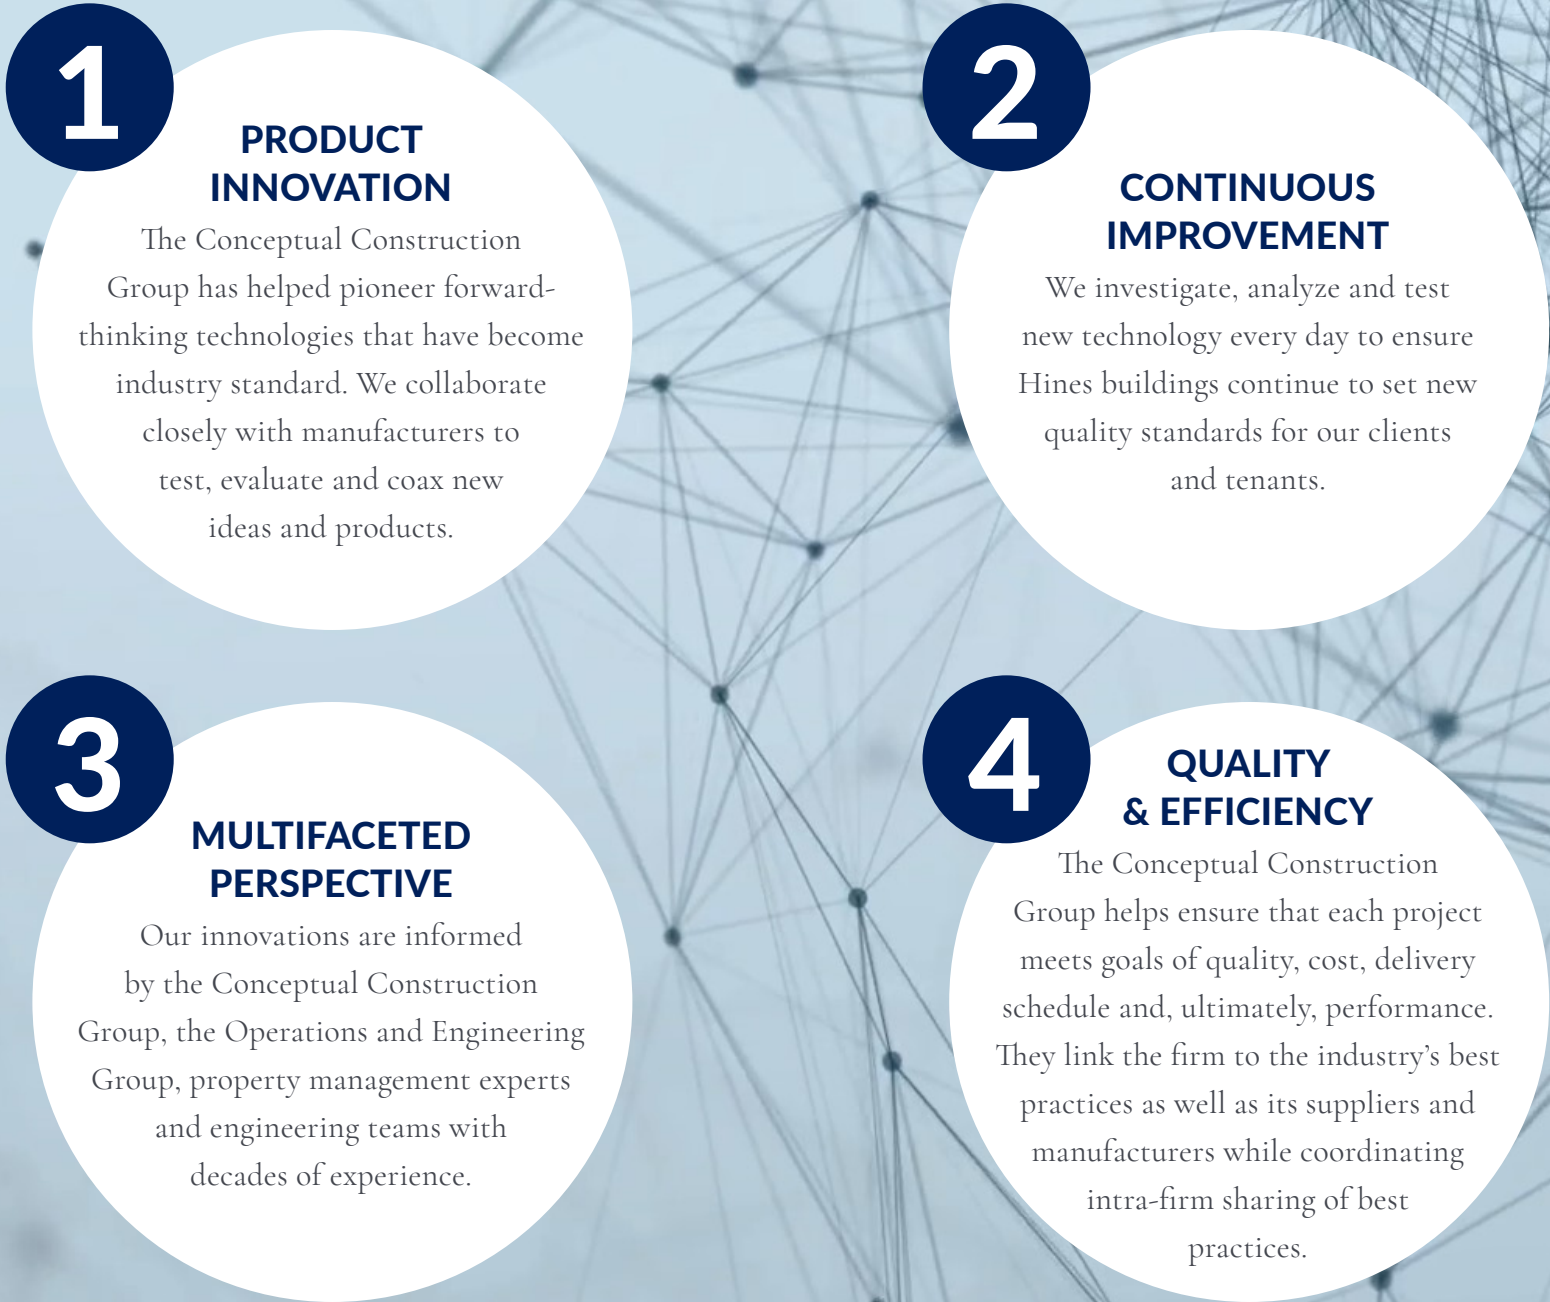 1
PRODUCT
INNOVATION
The Conceptual Construction
Group has helped pioneer forward-
thinking technologies that have become
industry standard. We collaborate
closely with manufacturers to
test, evaluate and coax new
ideas and products.
2
CONTINUOUS
IMPROVEMENT
We investigate, analyze and test
new technology every day to ensure
Hines buildings continue to set new
quality standards for our clients
and tenants.
3
MULTIFACETED
PERSPECTIVE
Our innovations are informed
by the Conceptual Construction
Group, the Operations and Engineering
Group, property management experts
and engineering teams with
decades of experience.
4
QUALITY
& EFFICIENCY
The Conceptual Construction
Group helps ensure that each project
meets goals of quality, cost, delivery
schedule and, ultimately, performance.
They link the firm to the industry’s best
practices as well as its suppliers and
manufacturers while coordinating
intra-firm sharing of best
practices.